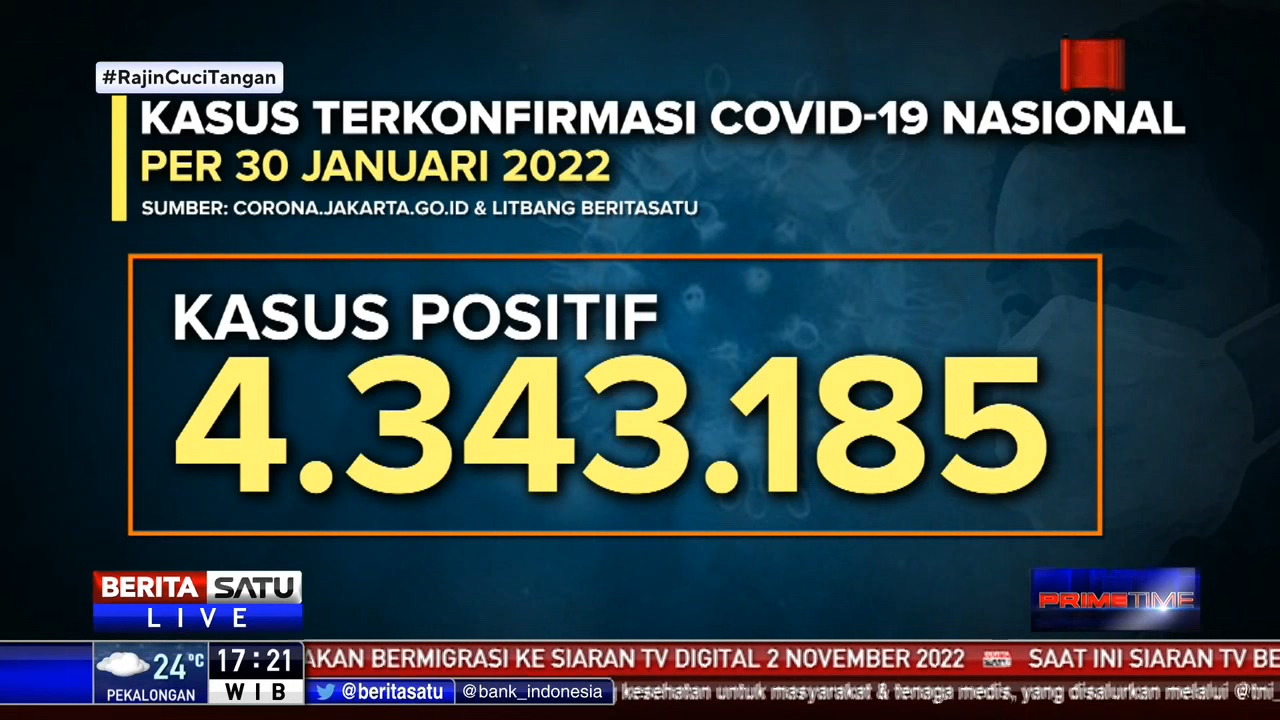 #RajinCuciTangan
KASUS TERKONFIRMASI COVID-19 NASIONAL
PER 30 JANUARI 2022
SUMBER: CORONA.JAKARTA.GO.ID & LITBANG BERITASATU
KASUS POSITIF
4.343.185
BERITA SATU
LIVE
PRIMETIME
24°C
PEKALONGAN
17:21
WIB
AKAN BERMIGRASI KE SIARAN TV DIGITAL 2 NOVEMBER 2022 SAAT INI SIARAN TV BE
@beritasatu @bank_indonesia kesehatan untuk masyarakat & tenaga medis, yang disalurkan melalui @tni_